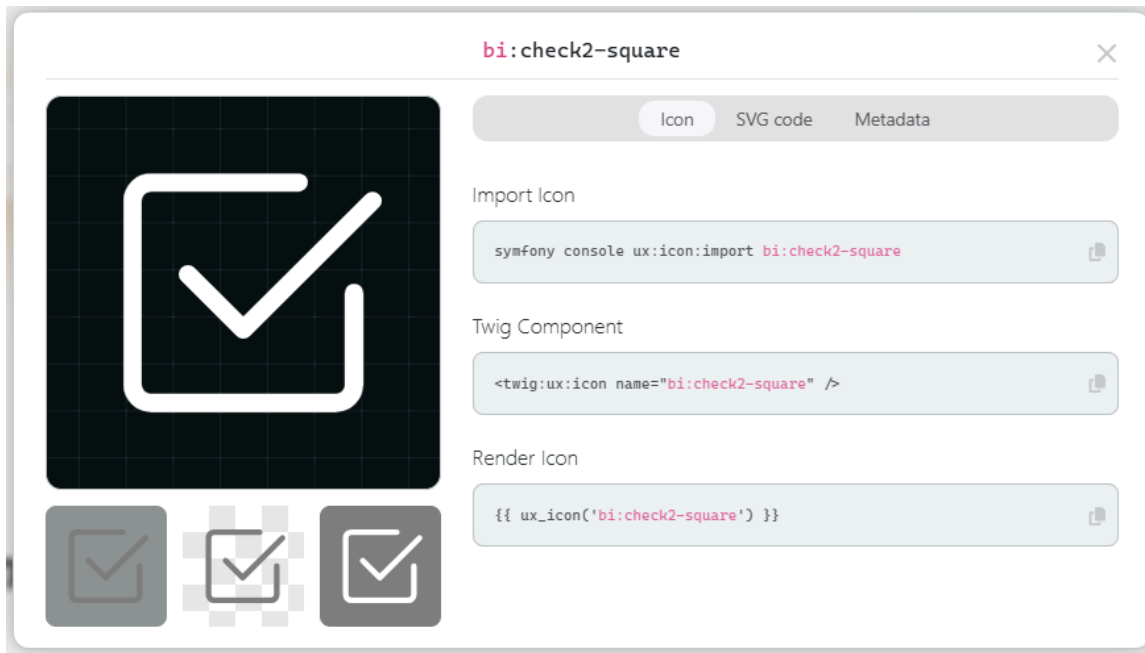 bi:check2-square
Icon SVG code Metadata
Import Icon
symfony console ux:icon:import bi:check2-square
Twig Component
<twig:ux:icon name="bi:check2-square" />
Render Icon
{{ ux_icon('bi:check2-square') }}